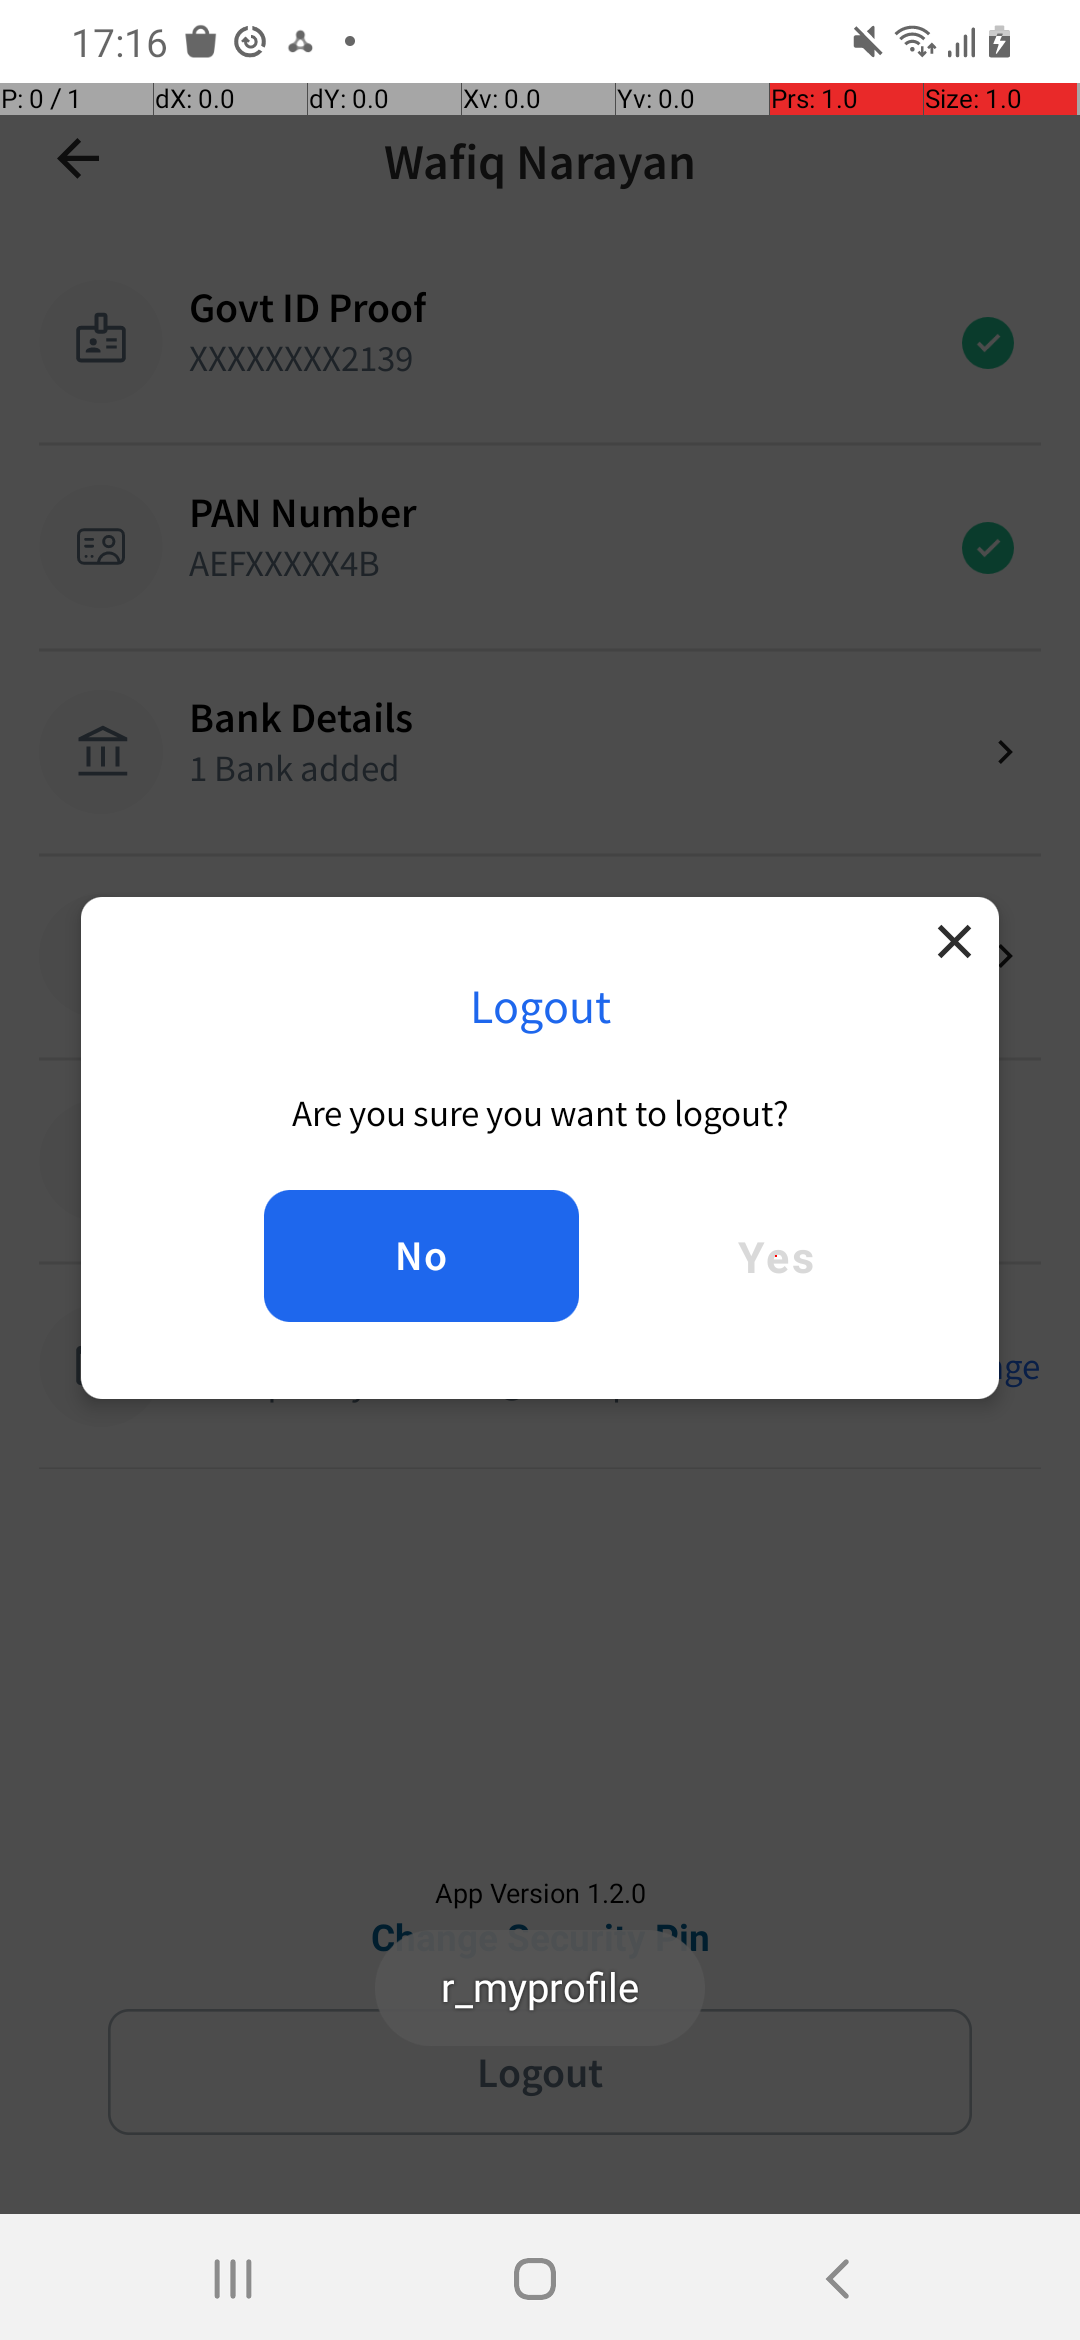 17:16
P: 0 / 1 dX: 0.0 dY: 0.0 Xv: 0.0 Yv: 0.0 Prs: 1.0 Size: 1.0
Wafiq Narayan
Govt ID Proof
XXXXXXXX2139
PAN Number
AEFXXXXX4B
Bank Details
1 Bank added
Logout
Are you sure you want to logout?
No Yes
App Version 1.2.0
Change Security Pin
r_myprofile
Logout